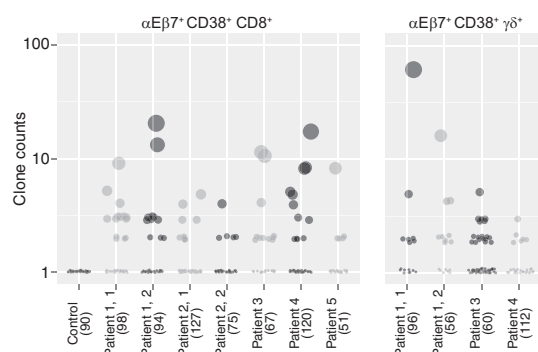 αEβ7⁺ CD38⁺ CD8⁺
αEβ7⁺ CD38⁺ γδ⁺
Clone counts
100
10
1
Control
(90)
Patient 1, 1
(98)
Patient 1, 2
(94)
Patient 2, 1
(127)
Patient 2, 2
(75)
Patient 3
(67)
Patient 4
(120)
Patient 5
(51)
Patient 1, 1
(96)
Patient 1, 2
(56)
Patient 3
(60)
Patient 4
(112)